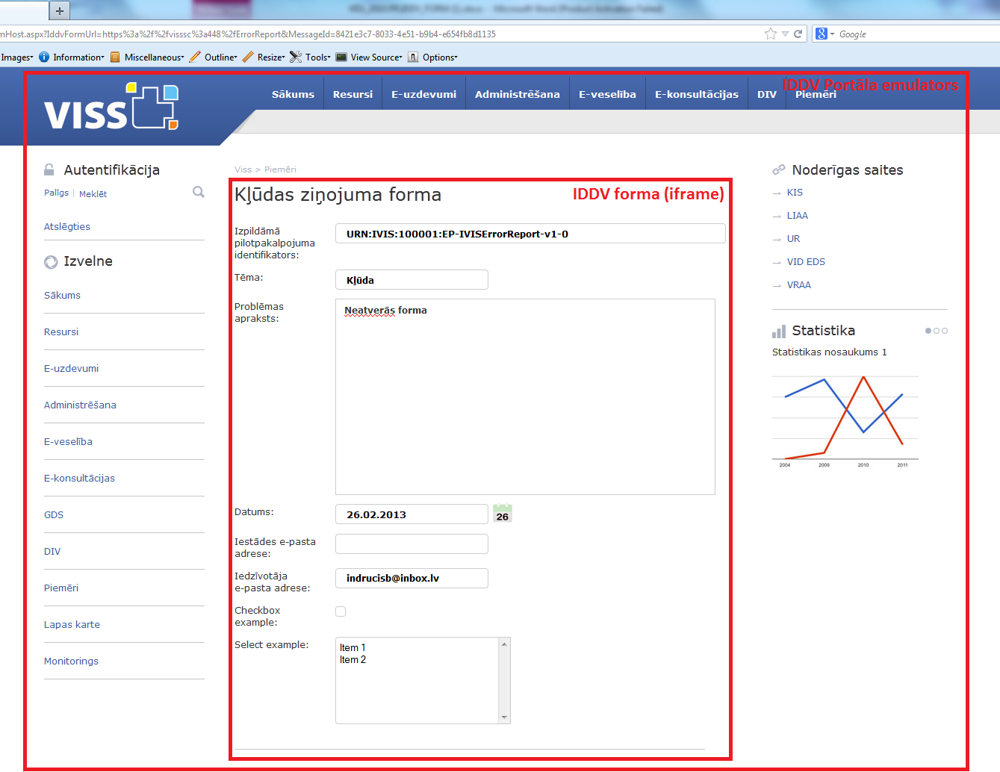 mHost.aspx?IddvFormUrl=https%3a%2f%2fvisssc%3a448%2fErrorReport&MessageId=8421e3c7-8033-4e51-b9b4-e654fb8d1135
Google
Images
Information
Miscellaneous
Outline
Resize
Tools
View Source
Options
VISS
Sākums
Resursi
E-uzdevumi
Administrēšana
E-veselība
E-konsultācijas
DIV
Piemēri
IDDV Portāla emulators
Autentifikācija
Palīgs | Meklēt
Atslēgties
Izvelne
Sākums
Resursi
E-uzdevumi
Administrēšana
E-veselība
E-konsultācijas
GDS
DIV
Piemēri
Lapas karte
Monitorings
Viss > Piemēri
Kļūdas ziņojuma forma
IDDV forma (iframe)
Izpildāmā
pilotpakalpojuma
identifikators:
URN:IVIS:100001:EP-IVISErrorReport-v1-0
Tēma:
Kļūda
Problēmas
apraksts:
Neatverās forma
Datums:
26.02.2013
26
Iestādes e-pasta
adrese:
Iedzīvotāja
e-pasta adrese:
indrucisb@inbox.lv
Checkbox
example:
Select example:
Item 1
Item 2
Noderīgas saites
→ KIS
→ LIAA
→ UR
→ VID EDS
→ VRAA
Statistika
Statistikas nosaukums 1
2004 2009 2010 2011